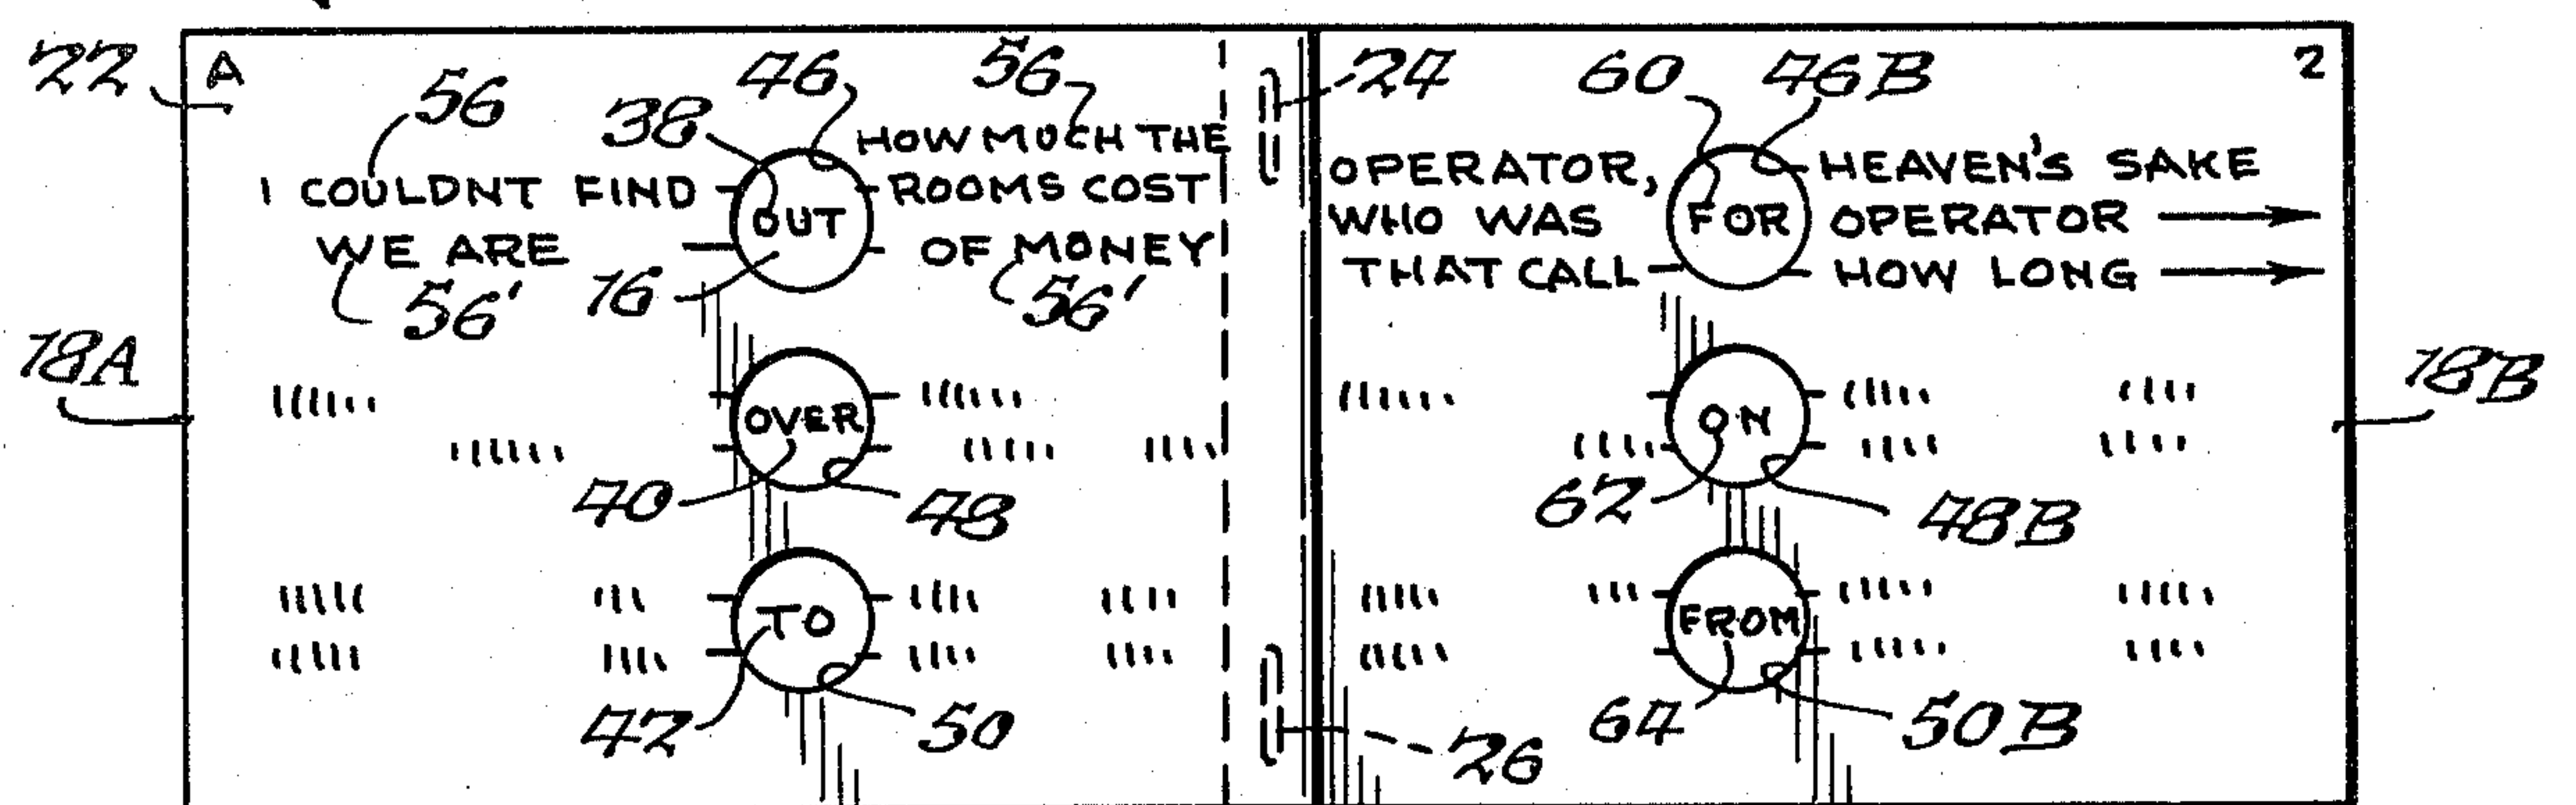 22 A 56 46 56 24 60 46B 2
38 HOW MUCH THE
I COULDNT FIND OUT ROOMS COST
WE ARE OF MONEY
56' 16 56'
OPERATOR, HEAVEN'S SAKE
WHO WAS FOR OPERATOR
THAT CALL HOW LONG
18A 18B
OVER ON
40 48 62 48B
TO FROM
42 50 64 50B
26